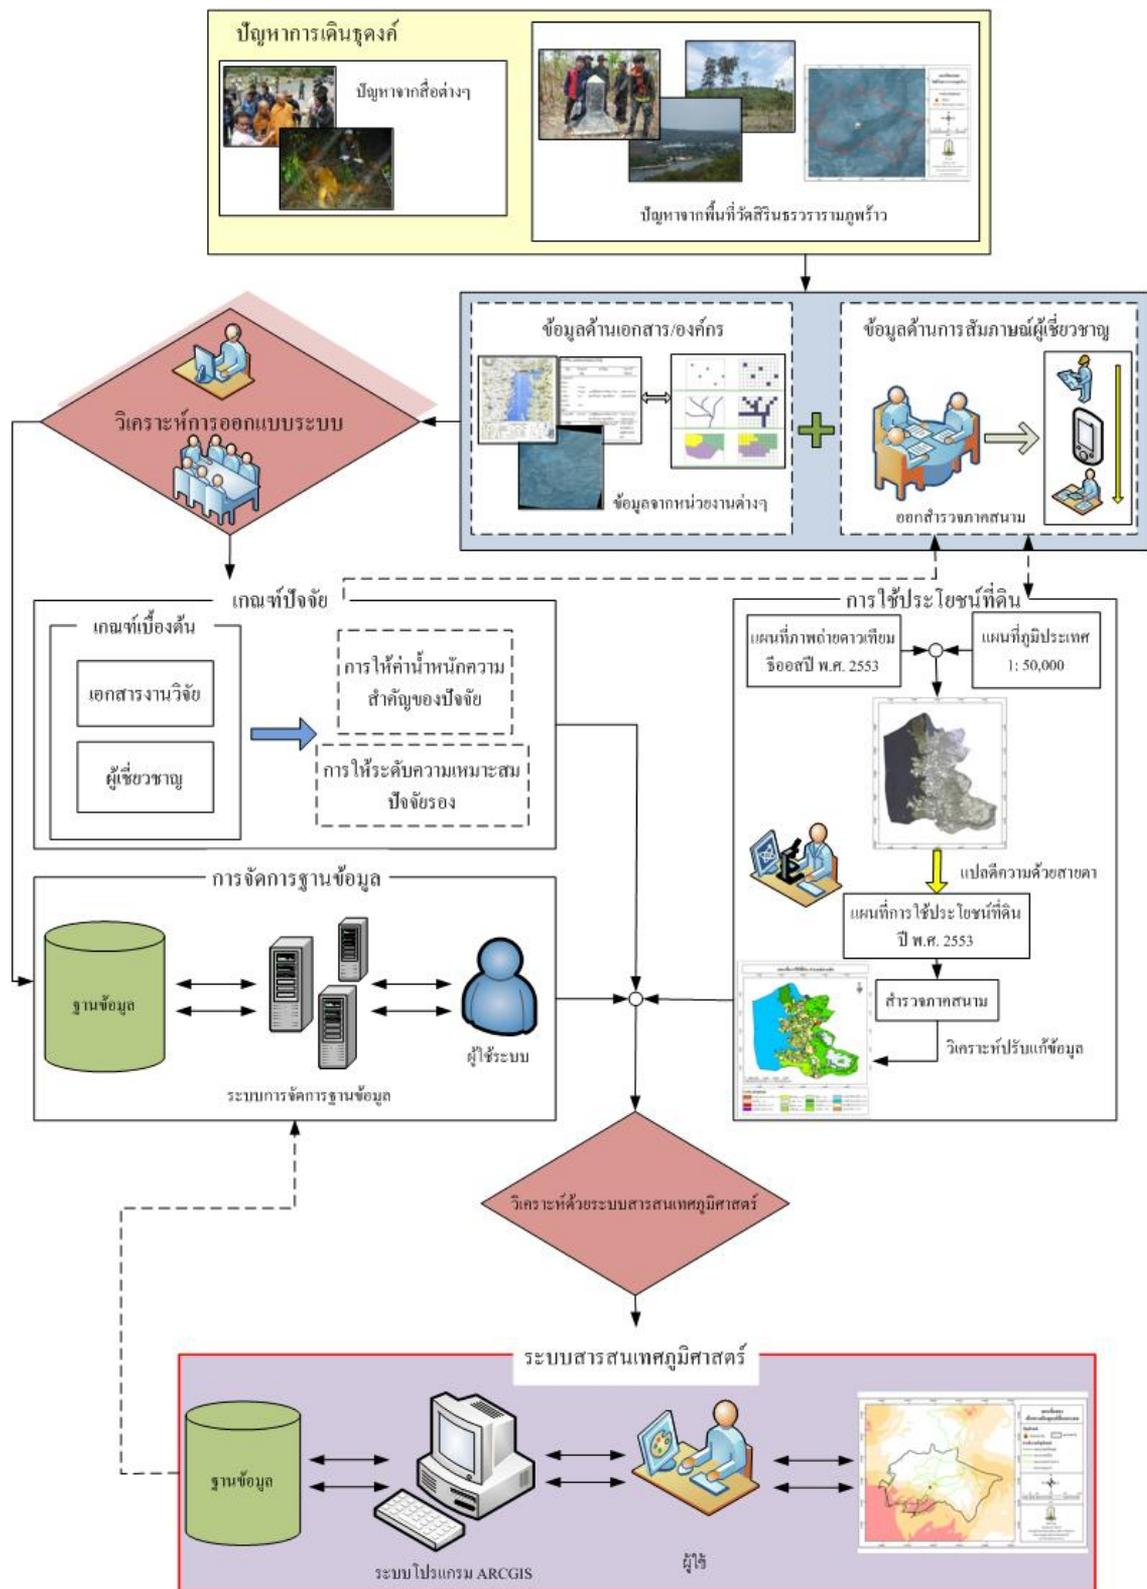 ปัญหาการเดินธุดงค์
ปัญหาจากสื่อต่างๆ
ปัญหาจากพื้นที่วัดสิรินธรวรารามภูพร้าว
ข้อมูลด้านเอกสาร/องค์กร
ข้อมูลจากหน่วยงานต่างๆ
ข้อมูลด้านการสัมภาษณ์ผู้เชี่ยวชาญ
ออกสำรวจภาคสนาม
วิเคราะห์การออกแบบระบบ
เกณฑ์ปัจจัย
เกณฑ์เบื้องต้น
เอกสารงานวิจัย
ผู้เชี่ยวชาญ
การให้ค่าน้ำหนักความ
สำคัญของปัจจัย
การให้ระดับความเหมาะสม
ปัจจัยรอง
การใช้ประโยชน์ที่ดิน
แผนที่ภาพถ่ายดาวเทียม
ธีออสปี พ.ศ. 2553
แผนที่ภูมิประเทศ
1: 50,000
แปลตีความด้วยสายตา
แผนที่การใช้ประโยชน์ที่ดิน
ปี พ.ศ. 2553
สำรวจภาคสนาม
วิเคราะห์ปรับแก้ข้อมูล
การจัดการฐานข้อมูล
ฐานข้อมูล
ระบบการจัดการฐานข้อมูล
ผู้ใช้ระบบ
วิเคราะห์ด้วยระบบสารสนเทศภูมิศาสตร์
ระบบสารสนเทศภูมิศาสตร์
ฐานข้อมูล
ระบบโปรแกรม ARCGIS
ผู้ใช้